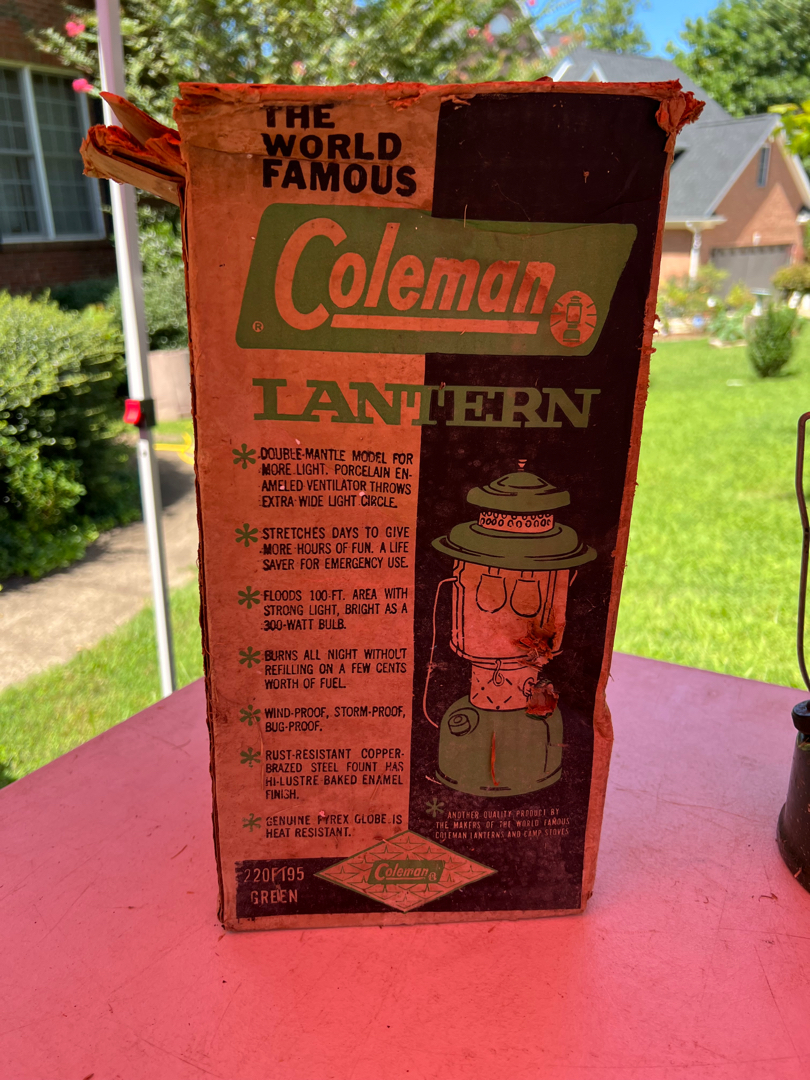 THE
WORLD
FAMOUS
Coleman
®
LANTERN
* DOUBLE-MANTLE MODEL FOR
MORE LIGHT. PORCELAIN EN-
AMELED VENTILATOR THROWS
EXTRA WIDE LIGHT CIRCLE.
* STRETCHES DAYS TO GIVE
MORE HOURS OF FUN. A LIFE
SAVER FOR EMERGENCY USE.
* FLOODS 100-FT. AREA WITH
STRONG LIGHT, BRIGHT AS A
300-WATT BULB.
* BURNS ALL NIGHT WITHOUT
REFILLING ON A FEW CENTS
WORTH OF FUEL.
* WIND-PROOF, STORM-PROOF,
BUG-PROOF.
* RUST-RESISTANT COPPER-
BRAZED STEEL FOUNT HAS
HI-LUSTRE BAKED ENAMEL
FINISH.
* GENUINE PYREX GLOBE IS
HEAT RESISTANT.
* ANOTHER QUALITY PRODUCT BY
THE MAKERS OF THE WORLD FAMOUS
COLEMAN LANTERNS AND CAMP STOVES
220F195
GREEN
Coleman®